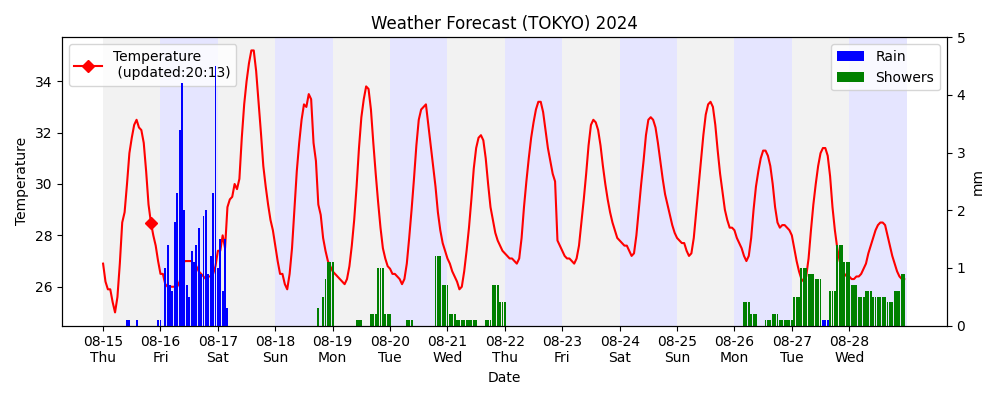 Weather Forecast (TOKYO) 2024
Temperature
(updated:20:13)
Rain
Showers
Temperature
34
32
30
28
26
5
4
3
2
1
0
mm
08-15 08-16 08-17 08-18 08-19 08-20 08-21 08-22 08-23 08-24 08-25 08-26 08-27 08-28
Thu Fri Sat Sun Mon Tue Wed Thu Fri Sat Sun Mon Tue Wed
Date